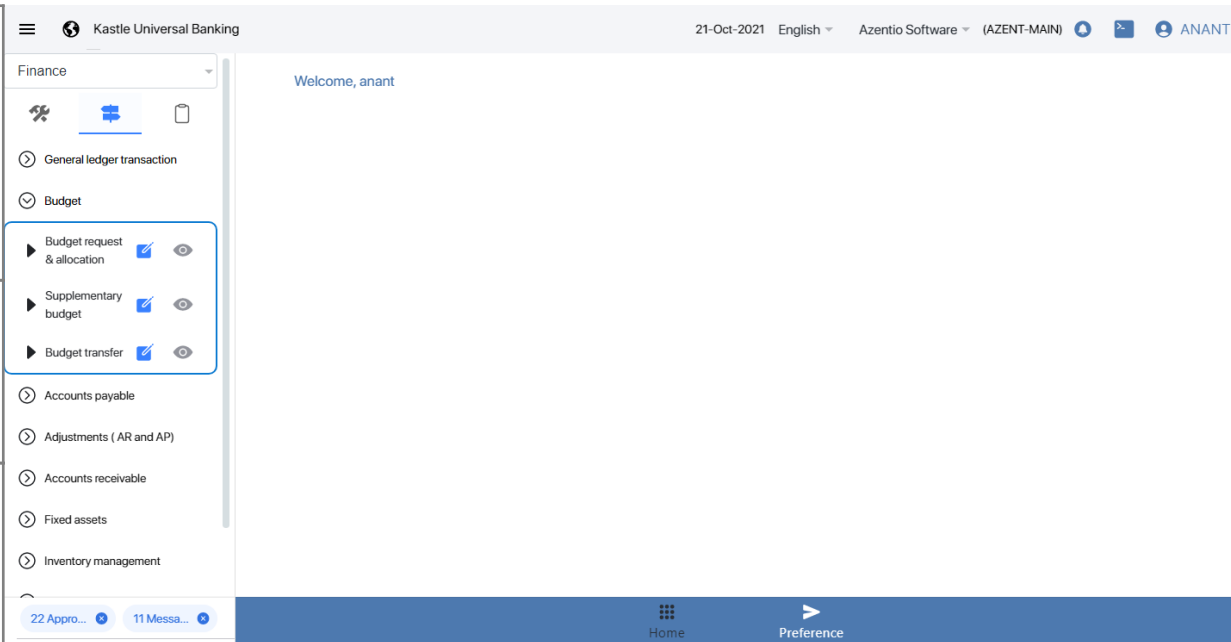 Kastle Universal Banking
21-Oct-2021 English Azentio Software (AZENT-MAIN) ANANT
Finance
Welcome, anant
General ledger transaction
Budget
Budget request
& allocation
Supplementary
budget
Budget transfer
Accounts payable
Adjustments ( AR and AP)
Accounts receivable
Fixed assets
Inventory management
22 Appro...
11 Messa...
Home
Preference